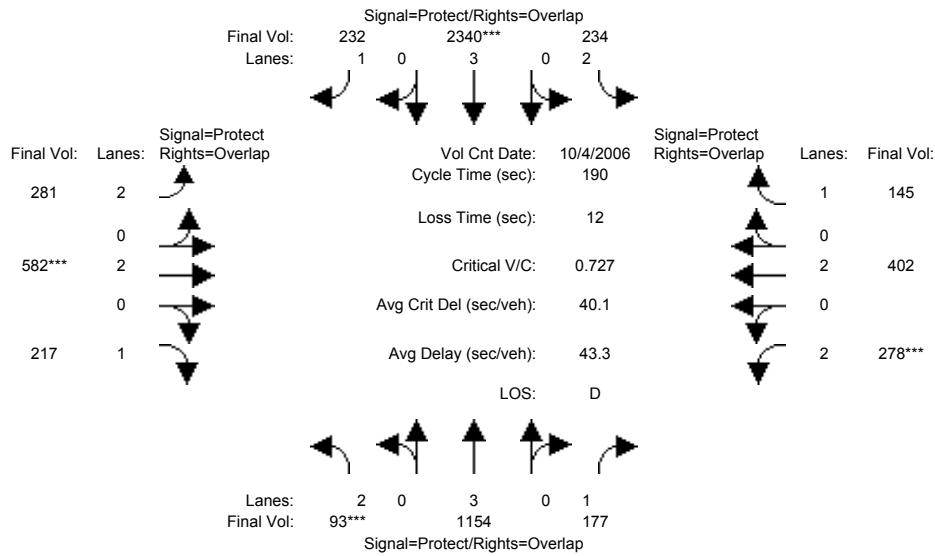 Signal=Protect/Rights=Overlap
Final Vol: 232 2340*** 234
Lanes: 1 0 3 0 2
Signal=Protect Signal=Protect
Final Vol: Lanes: Rights=Overlap Vol Cnt Date: 10/4/2006 Rights=Overlap Lanes: Final Vol:
Cycle Time (sec): 190
281 2 1 145
Loss Time (sec): 12
0 0
582*** 2 Critical V/C: 0.727 2 402
0 Avg Crit Del (sec/veh): 40.1 0
217 1 Avg Delay (sec/veh): 43.3 2 278***
LOS: D
Lanes: 2 0 3 0 1
Final Vol: 93*** 1154 177
Signal=Protect/Rights=Overlap